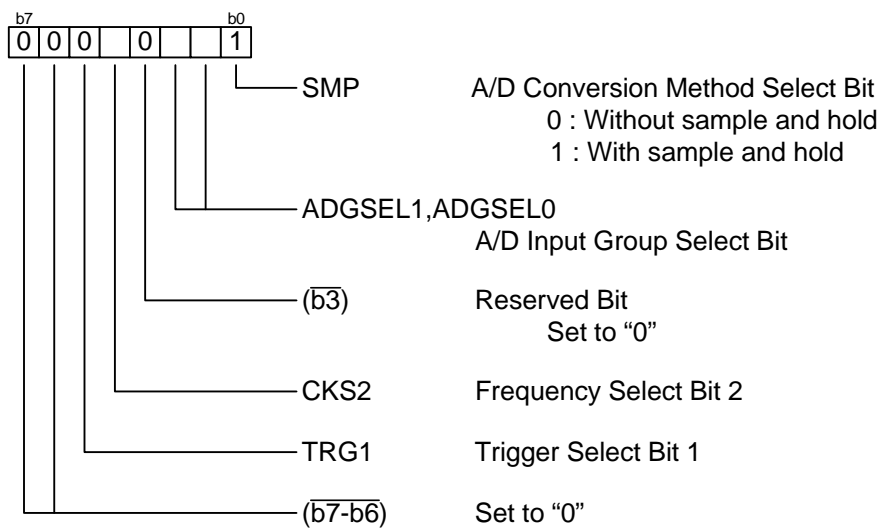 b7 b0
0 0 0 0 1
SMP A/D Conversion Method Select Bit
0 : Without sample and hold
1 : With sample and hold
ADGSEL1,ADGSEL0
A/D Input Group Select Bit
(b3) Reserved Bit
Set to “0”
CKS2 Frequency Select Bit 2
TRG1 Trigger Select Bit 1
(b7-b6) Set to “0”